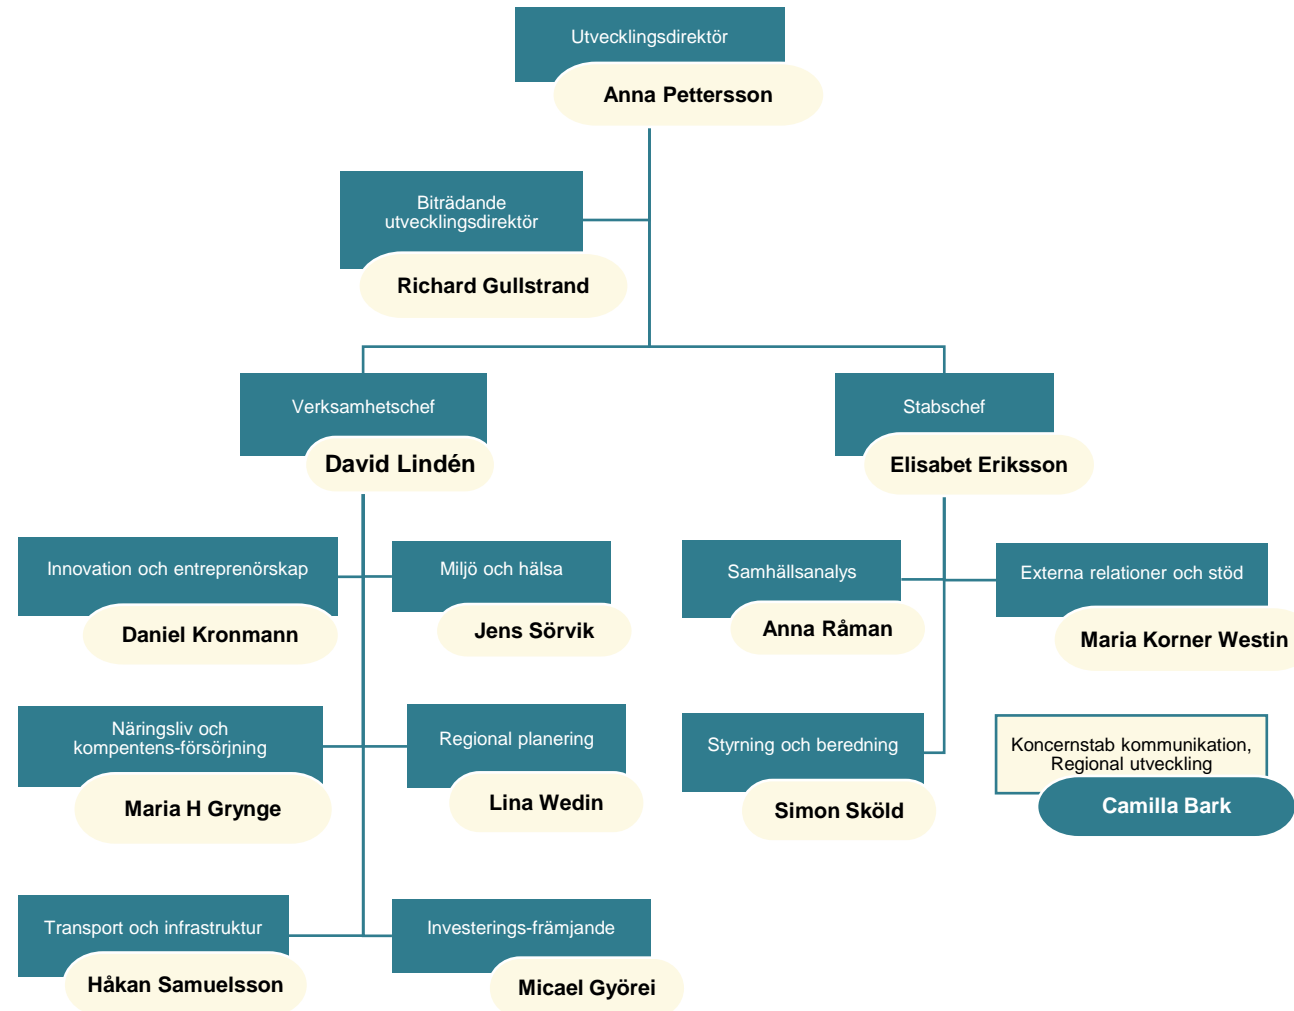 Utvecklingsdirektör
Anna Pettersson
Biträdande
utvecklingsdirektör
Richard Gullstrand
Verksamhetschef
David Lindén
Stabschef
Elisabet Eriksson
Innovation och entreprenörskap
Daniel Kronmann
Miljö och hälsa
Jens Sörvik
Samhällsanalys
Anna Råman
Externa relationer och stöd
Maria Korner Westin
Näringsliv och
kompentens-försörjning
Maria H Grynge
Regional planering
Lina Wedin
Styrning och beredning
Simon Sköld
Koncernstab kommunikation,
Regional utveckling
Camilla Bark
Transport och infrastruktur
Håkan Samuelsson
Investerings-främjande
Micael Györei